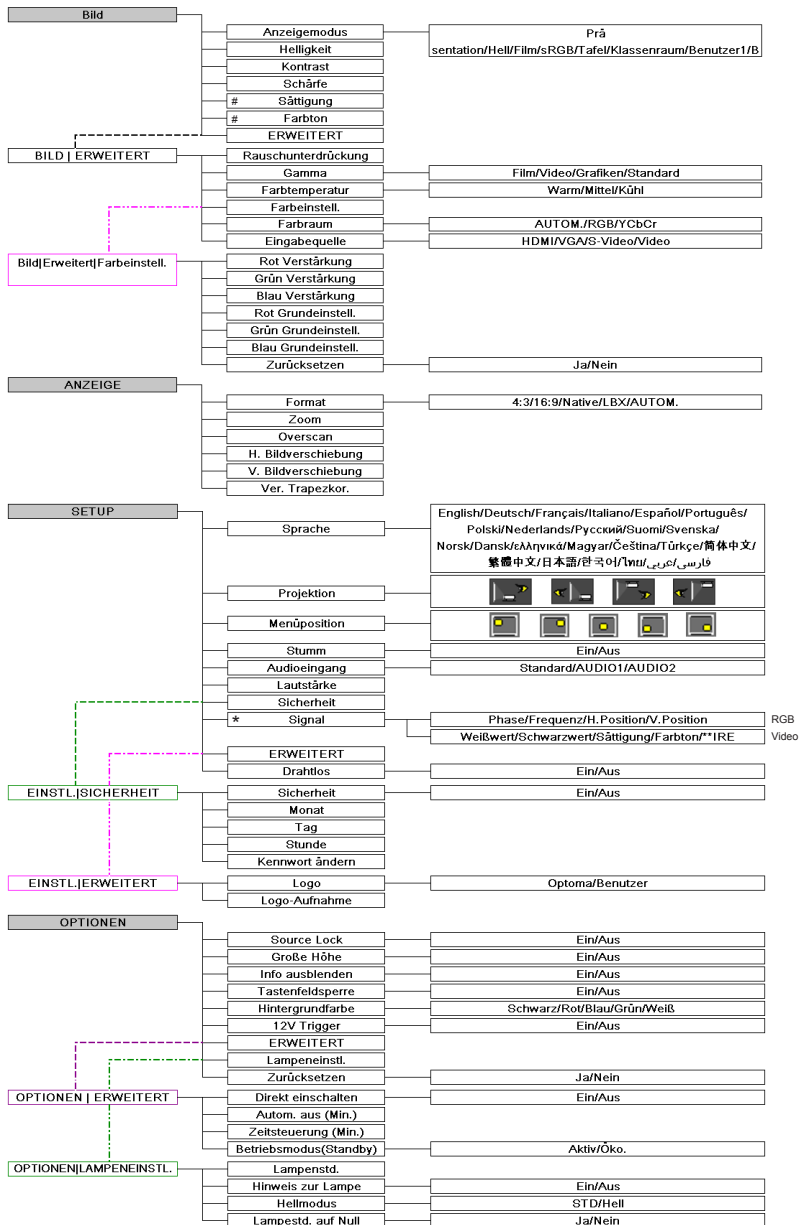 Bild
Anzeigemodus
Prä
sentation/Hell/Film/sRGB/Tafel/Klassenraum/Benutzer1/B
Helligkeit
Kontrast
Schärfe
# Sättigung
# Farbton
ERWEITERT
BILD | ERWEITERT
Rauschunterdrückung
Gamma
Film/Video/Grafiken/Standard
Farbtemperatur
Warm/Mittel/Kühl
Farbeinstell.
Farbraum
AUTOM./RGB/YCbCr
Eingabequelle
HDMI/VGA/S-Video/Video
Bild|Erweitert|Farbeinstell.
Rot Verstärkung
Grün Verstärkung
Blau Verstärkung
Rot Grundeinstell.
Grün Grundeinstell.
Blau Grundeinstell.
Zurücksetzen
Ja/Nein
ANZEIGE
Format
4:3/16:9/Native/LBX/AUTOM.
Zoom
Overscan
H. Bildverschiebung
V. Bildverschiebung
Ver. Trapezkor.
SETUP
Sprache
English/Deutsch/Français/Italiano/Español/Português/
Polski/Nederlands/Русский/Suomi/Svenska/
Norsk/Dansk/ελληνικά/Magyar/Čeština/Türkçe/简体中文/
繁體中文/日本語/한국어/ไทย/فارسی/عربي
Projektion
Menüposition
Stumm
Ein/Aus
Audioeingang
Standard/AUDIO1/AUDIO2
Lautstärke
Sicherheit
* Signal
Phase/Frequenz/H.Position/V.Position
RGB
Weißwert/Schwarzwert/Sättigung/Farbton/**IRE
Video
ERWEITERT
Drahtlos
Ein/Aus
EINSTL.|SICHERHEIT
Sicherheit
Ein/Aus
Monat
Tag
Stunde
Kennwort ändern
EINSTL.|ERWEITERT
Logo
Optoma/Benutzer
Logo-Aufnahme
OPTIONEN
Source Lock
Ein/Aus
Große Höhe
Ein/Aus
Info ausblenden
Ein/Aus
Tastenfeldsperre
Ein/Aus
Hintergrundfarbe
Schwarz/Rot/Blau/Grün/Weiß
12V Trigger
Ein/Aus
ERWEITERT
Lampeneinstl.
Zurücksetzen
Ja/Nein
OPTIONEN | ERWEITERT
Direkt einschalten
Ein/Aus
Autom. aus (Min.)
Zeitsteuerung (Min.)
Betriebsmodus(Standby)
Aktiv/Öko.
OPTIONEN|LAMPENEINSTL.
Lampenstd.
Hinweis zur Lampe
Ein/Aus
Hellmodus
STD/Hell
Lampestd. auf Null
Ja/Nein